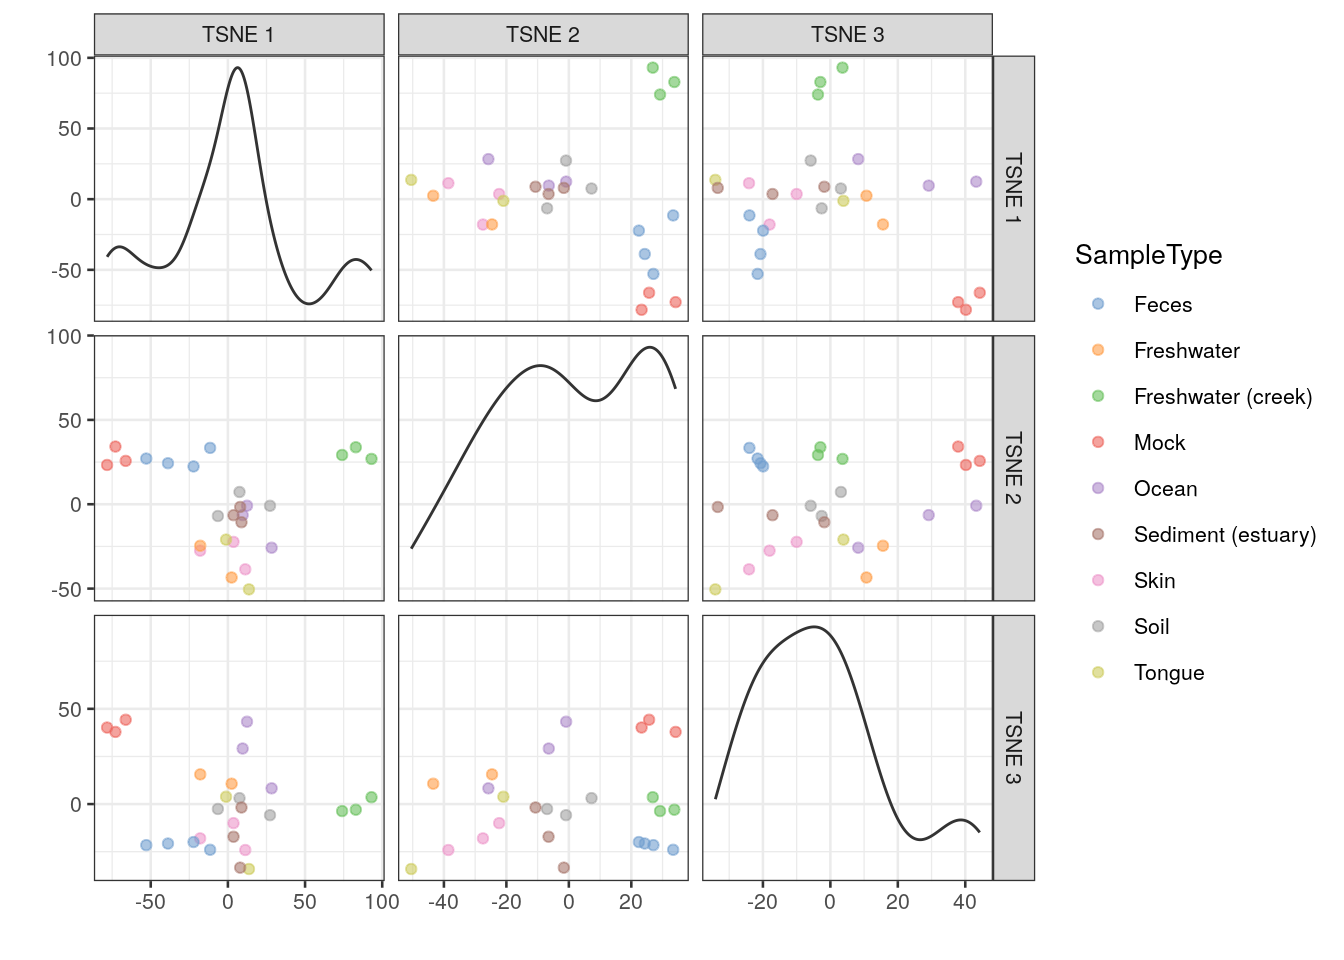 TSNE 1 TSNE 2 TSNE 3
100
50
0
-50
TSNE 1
100
50
0
-50
TSNE 2
50
0
TSNE 3
-50 0 50 100 -40 -20 0 20 -20 0 20 40
SampleType
Feces
Freshwater
Freshwater (creek)
Mock
Ocean
Sediment (estuary)
Skin
Soil
Tongue